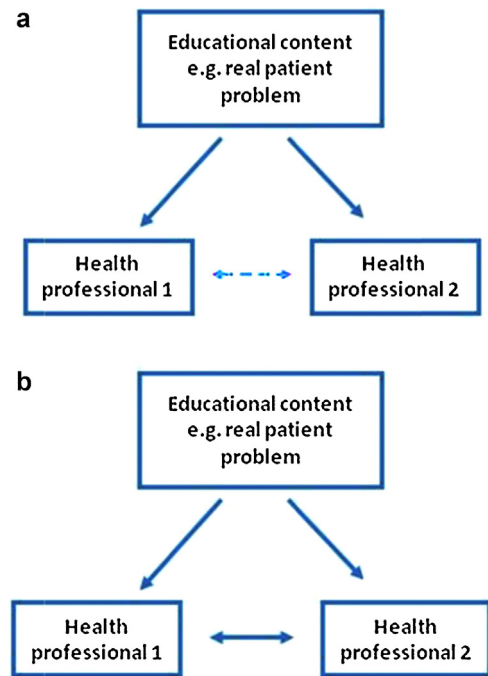 a
Educational content
e.g. real patient
problem
Health
professional 1
Health
professional 2
b
Educational content
e.g. real patient
problem
Health
professional 1
Health
professional 2